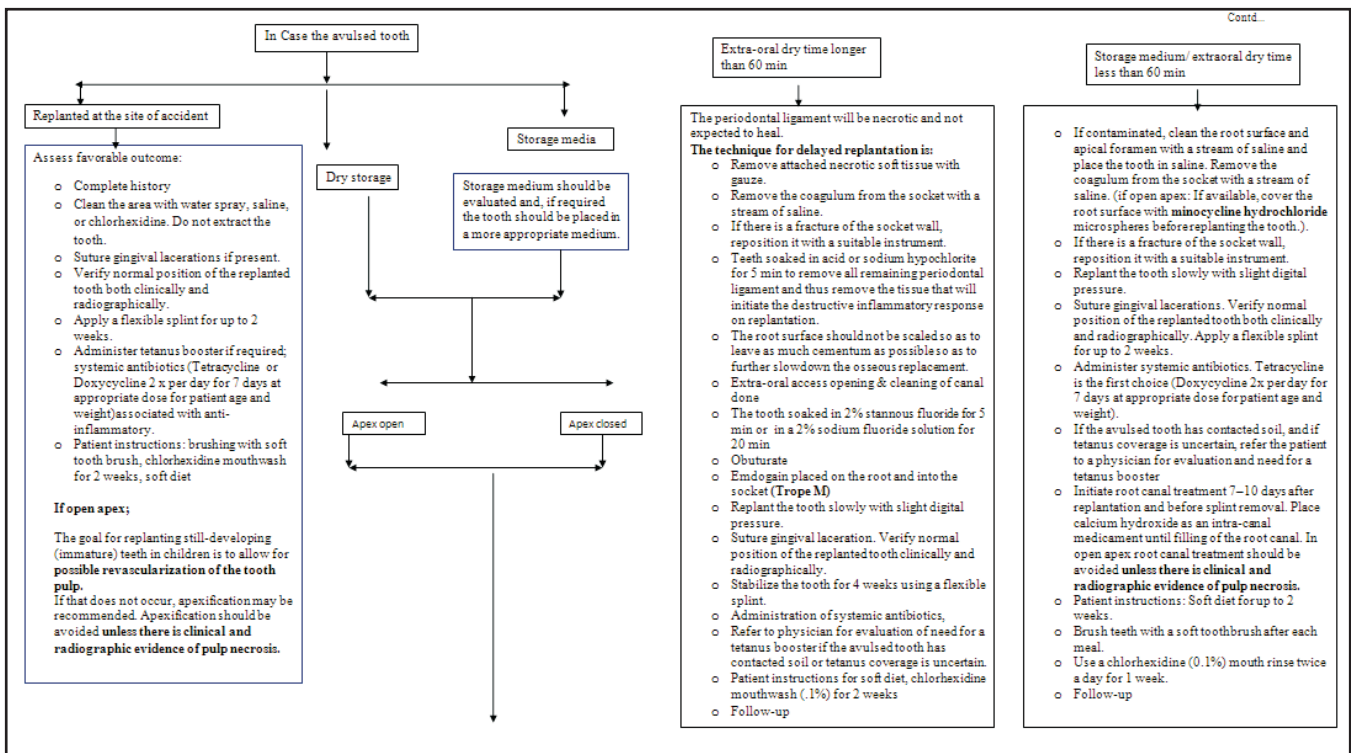 Contd...
In Case the avulsed tooth
Replanted at the site of accident
Assess favorable outcome:
o Complete history
o Clean the area with water spray, saline,
or chlorhexidine. Do not extract the
tooth.
o Suture gingival lacerations if present.
o Verify normal position of the replanted
tooth both clinically and
radiographically.
o Apply a flexible splint for up to 2
weeks.
o Administer tetanus booster if required;
systemic antibiotics (Tetracycline or
Doxycycline 2 x per day for 7 days at
appropriate dose for patient age and
weight)associated with anti-
inflammatory.
o Patient instructions: brushing with soft
tooth brush, chlorhexidine mouthwash
for 2 weeks, soft diet
If open apex;
The goal for replanting still-developing
(immature) teeth in children is to allow for
possible revascularization of the tooth
pulp.
If that does not occur, apexification may be
recommended. Apexification should be
avoided unless there is clinical and
radiographic evidence of pulp necrosis.
Dry storage
Storage media
Storage medium should be
evaluated and, if required
the tooth should be placed in
a more appropriate medium.
Apex open
Apex closed
Extra-oral dry time longer
than 60 min
The periodontal ligament will be necrotic and not
expected to heal.
The technique for delayed replantation is:
o Remove attached necrotic soft tissue with
gauze.
o Remove the coagulum from the socket with a
stream of saline.
o If there is a fracture of the socket wall,
reposition it with a suitable instrument.
o Teeth soaked in acid or sodium hypochlorite
for 5 min to remove all remaining periodontal
ligament and thus remove the tissue that will
initiate the destructive inflammatory response
on replantation.
o The root surface should not be scaled so as to
leave as much cementum as possible so as to
further slowdown the osseous replacement.
o Extra-oral access opening & cleaning of canal
done
o The tooth soaked in 2% stannous fluoride for 5
min or in a 2% sodium fluoride solution for
20 min
o Obuturate
o Emdogain placed on the root and into the
socket (Trope M)
o Replant the tooth slowly with slight digital
pressure.
o Suture gingival laceration. Verify normal
position of the replanted tooth clinically and
radiographically.
o Stabilize the tooth for 4 weeks using a flexible
splint.
o Administration of systemic antibiotics,
o Refer to physician for evaluation of need for a
tetanus booster if the avulsed tooth has
contacted soil or tetanus coverage is uncertain.
o Patient instructions for soft diet, chlorhexidine
mouthwash (.1%) for 2 weeks
o Follow-up
Storage medium/ extraoral dry time
less than 60 min
o If contaminated, clean the root surface and
apical foramen with a stream of saline and
place the tooth in saline. Remove the
coagulum from the socket with a stream of
saline. (if open apex: If available, cover the
root surface with minocycline hydrochloride
microspheres before replanting the tooth.).
o If there is a fracture of the socket wall,
reposition it with a suitable instrument.
o Replant the tooth slowly with slight digital
pressure.
o Suture gingival lacerations. Verify normal
position of the replanted tooth both clinically
and radiographically. Apply a flexible splint
for up to 2 weeks.
o Administer systemic antibiotics. Tetracycline
is the first choice (Doxycycline 2x per day for
7 days at appropriate dose for patient age and
weight).
o If the avulsed tooth has contacted soil, and if
tetanus coverage is uncertain, refer the patient
to a physician for evaluation and need for a
tetanus booster
o Initiate root canal treatment 7–10 days after
replantation and before splint removal. Place
calcium hydroxide as an intra-canal
medicament until filling of the root canal. In
open apex root canal treatment should be
avoided unless there is clinical and
radiographic evidence of pulp necrosis.
o Patient instructions: Soft diet for up to 2
weeks.
o Brush teeth with a soft toothbrush after each
meal.
o Use a chlorhexidine (0.1%) mouth rinse twice
a day for 1 week.
o Follow-up